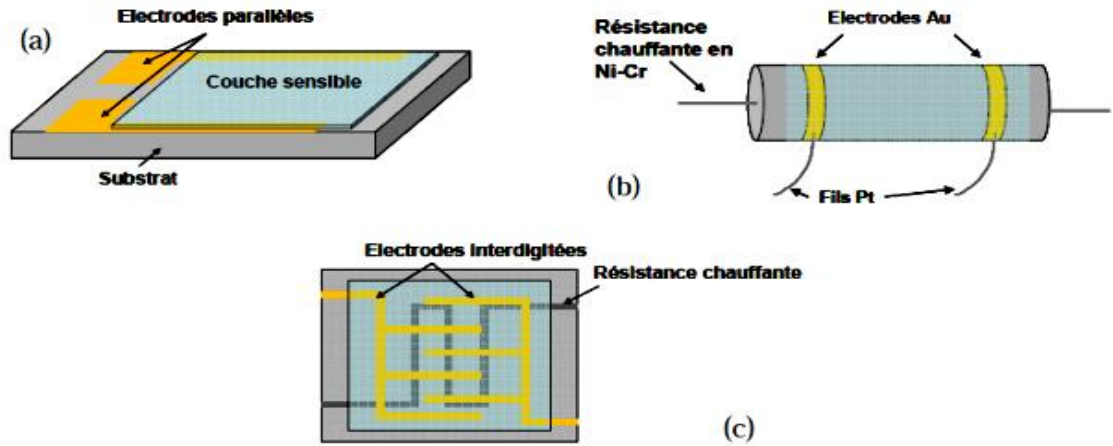 (a)
Electrodes parallèles
Couche sensible
Substrat
Résistance
chauffante en
Ni-Cr
Electrodes Au
Fils Pt
(b)
Electrodes interdigitées
Résistance chauffante
(c)